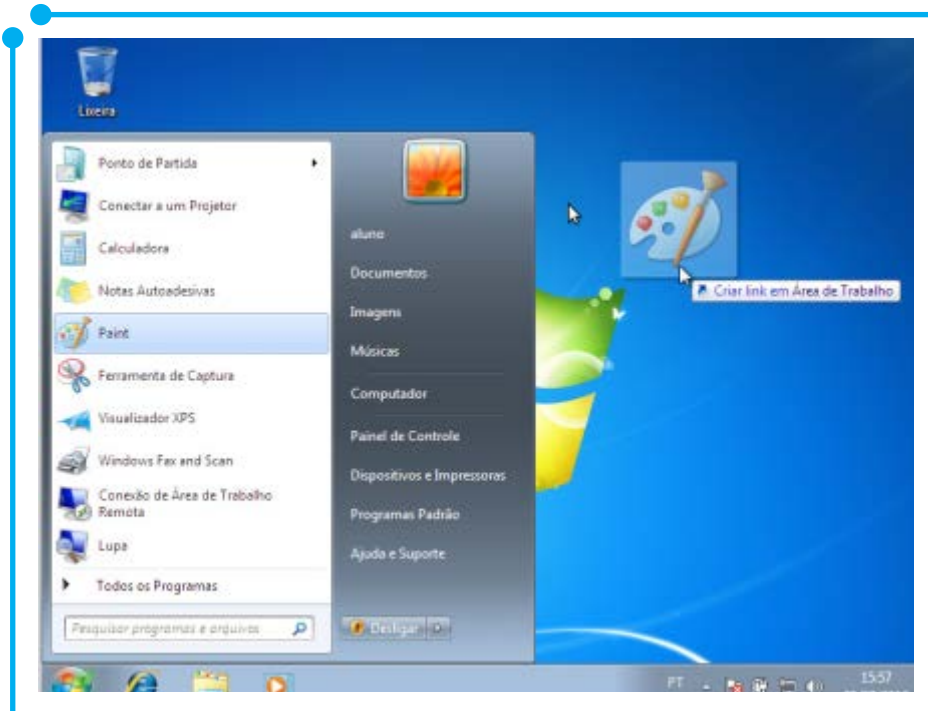 Lixeira
Ponto de Partida
Conectar a um Projetor
Calculadora
Notas Autoadesivas
Paint
Ferramenta de Captura
Visualizador XPS
Windows Fax and Scan
Conexão de Área de Trabalho
Remota
Lupa
Todos os Programas
Pesquisar programas e arquivos
aluno
Documentos
Imagens
Músicas
Computador
Painel de Controle
Dispositivos e Impressoras
Programas Padrão
Ajuda e Suporte
Desligar
Criar link em Área de Trabalho
PT
15:57